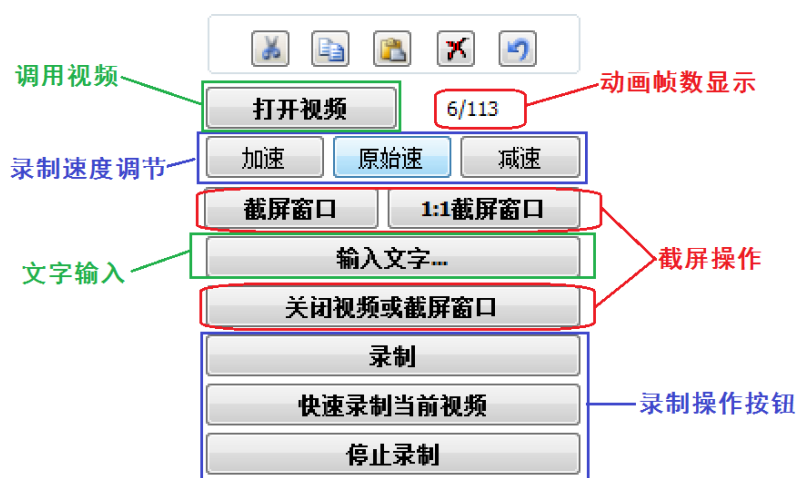 调用视频
动画帧数显示
打开视频
6/113
录制速度调节
加速
原始速
减速
截屏窗口
1:1截屏窗口
文字输入
输入文字...
截屏操作
关闭视频或截屏窗口
录制
快速录制当前视频
录制操作按钮
停止录制